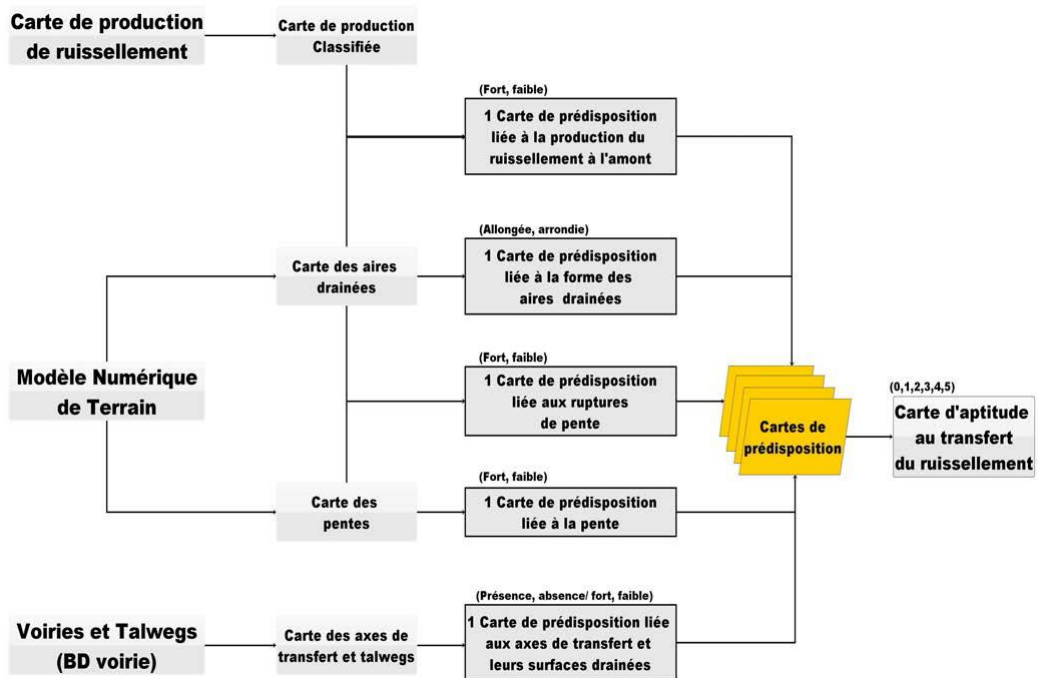 Carte de production
de ruissellement
Carte de production
Classifiée
(Fort, faible)
1 Carte de prédisposition
liée à la production du
ruissellement à l'amont
(Allongée, arrondie)
Carte des aires
drainées
1 Carte de prédisposition
liée à la forme des
aires drainées
Modèle Numérique
de Terrain
(Fort, faible)
1 Carte de prédisposition
liée aux ruptures
de pente
Cartes de
prédisposition
(0,1,2,3,4,5)
Carte d'aptitude
au transfert
du ruissellement
Carte des
pentes
(Fort, faible)
1 Carte de prédisposition
liée à la pente
Voiries et Talwegs
(BD voirie)
Carte des axes de
transfert et talwegs
(Présence, absence/ fort, faible)
1 Carte de prédisposition liée
aux axes de transfert et
leurs surfaces drainées